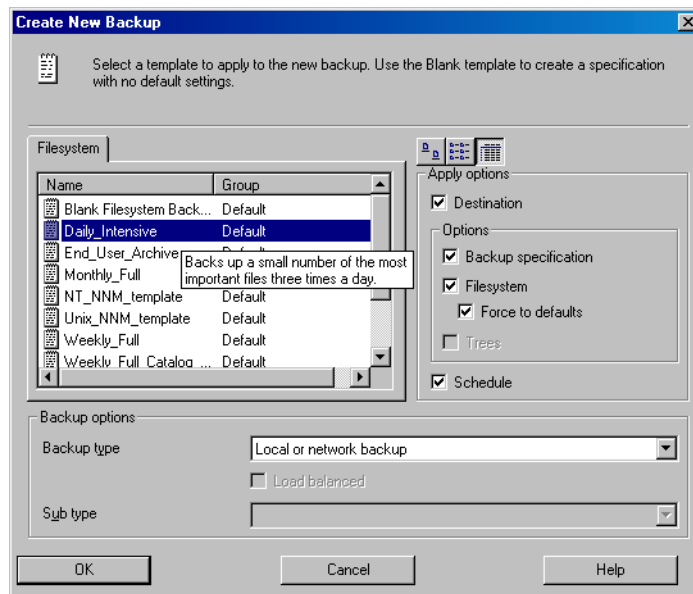 Create New Backup
Select a template to apply to the new backup. Use the Blank template to create a specification
with no default settings.
Filesystem
Name Group
Blank Filesystem Back... Default
Daily_Intensive Default
End_User_Archive
Backs up a small number of the most
important files three times a day.
Monthly_Full
NT_NNM_template Default
Unix_NNM_template Default
Weekly_Full Default
Weekly_Full_Catalog ... Default
Apply options
Destination
Options
Backup specification
Filesystem
Force to defaults
Trees
Schedule
Backup options
Backup type Local or network backup
Load balanced
Sub type
OK Cancel Help